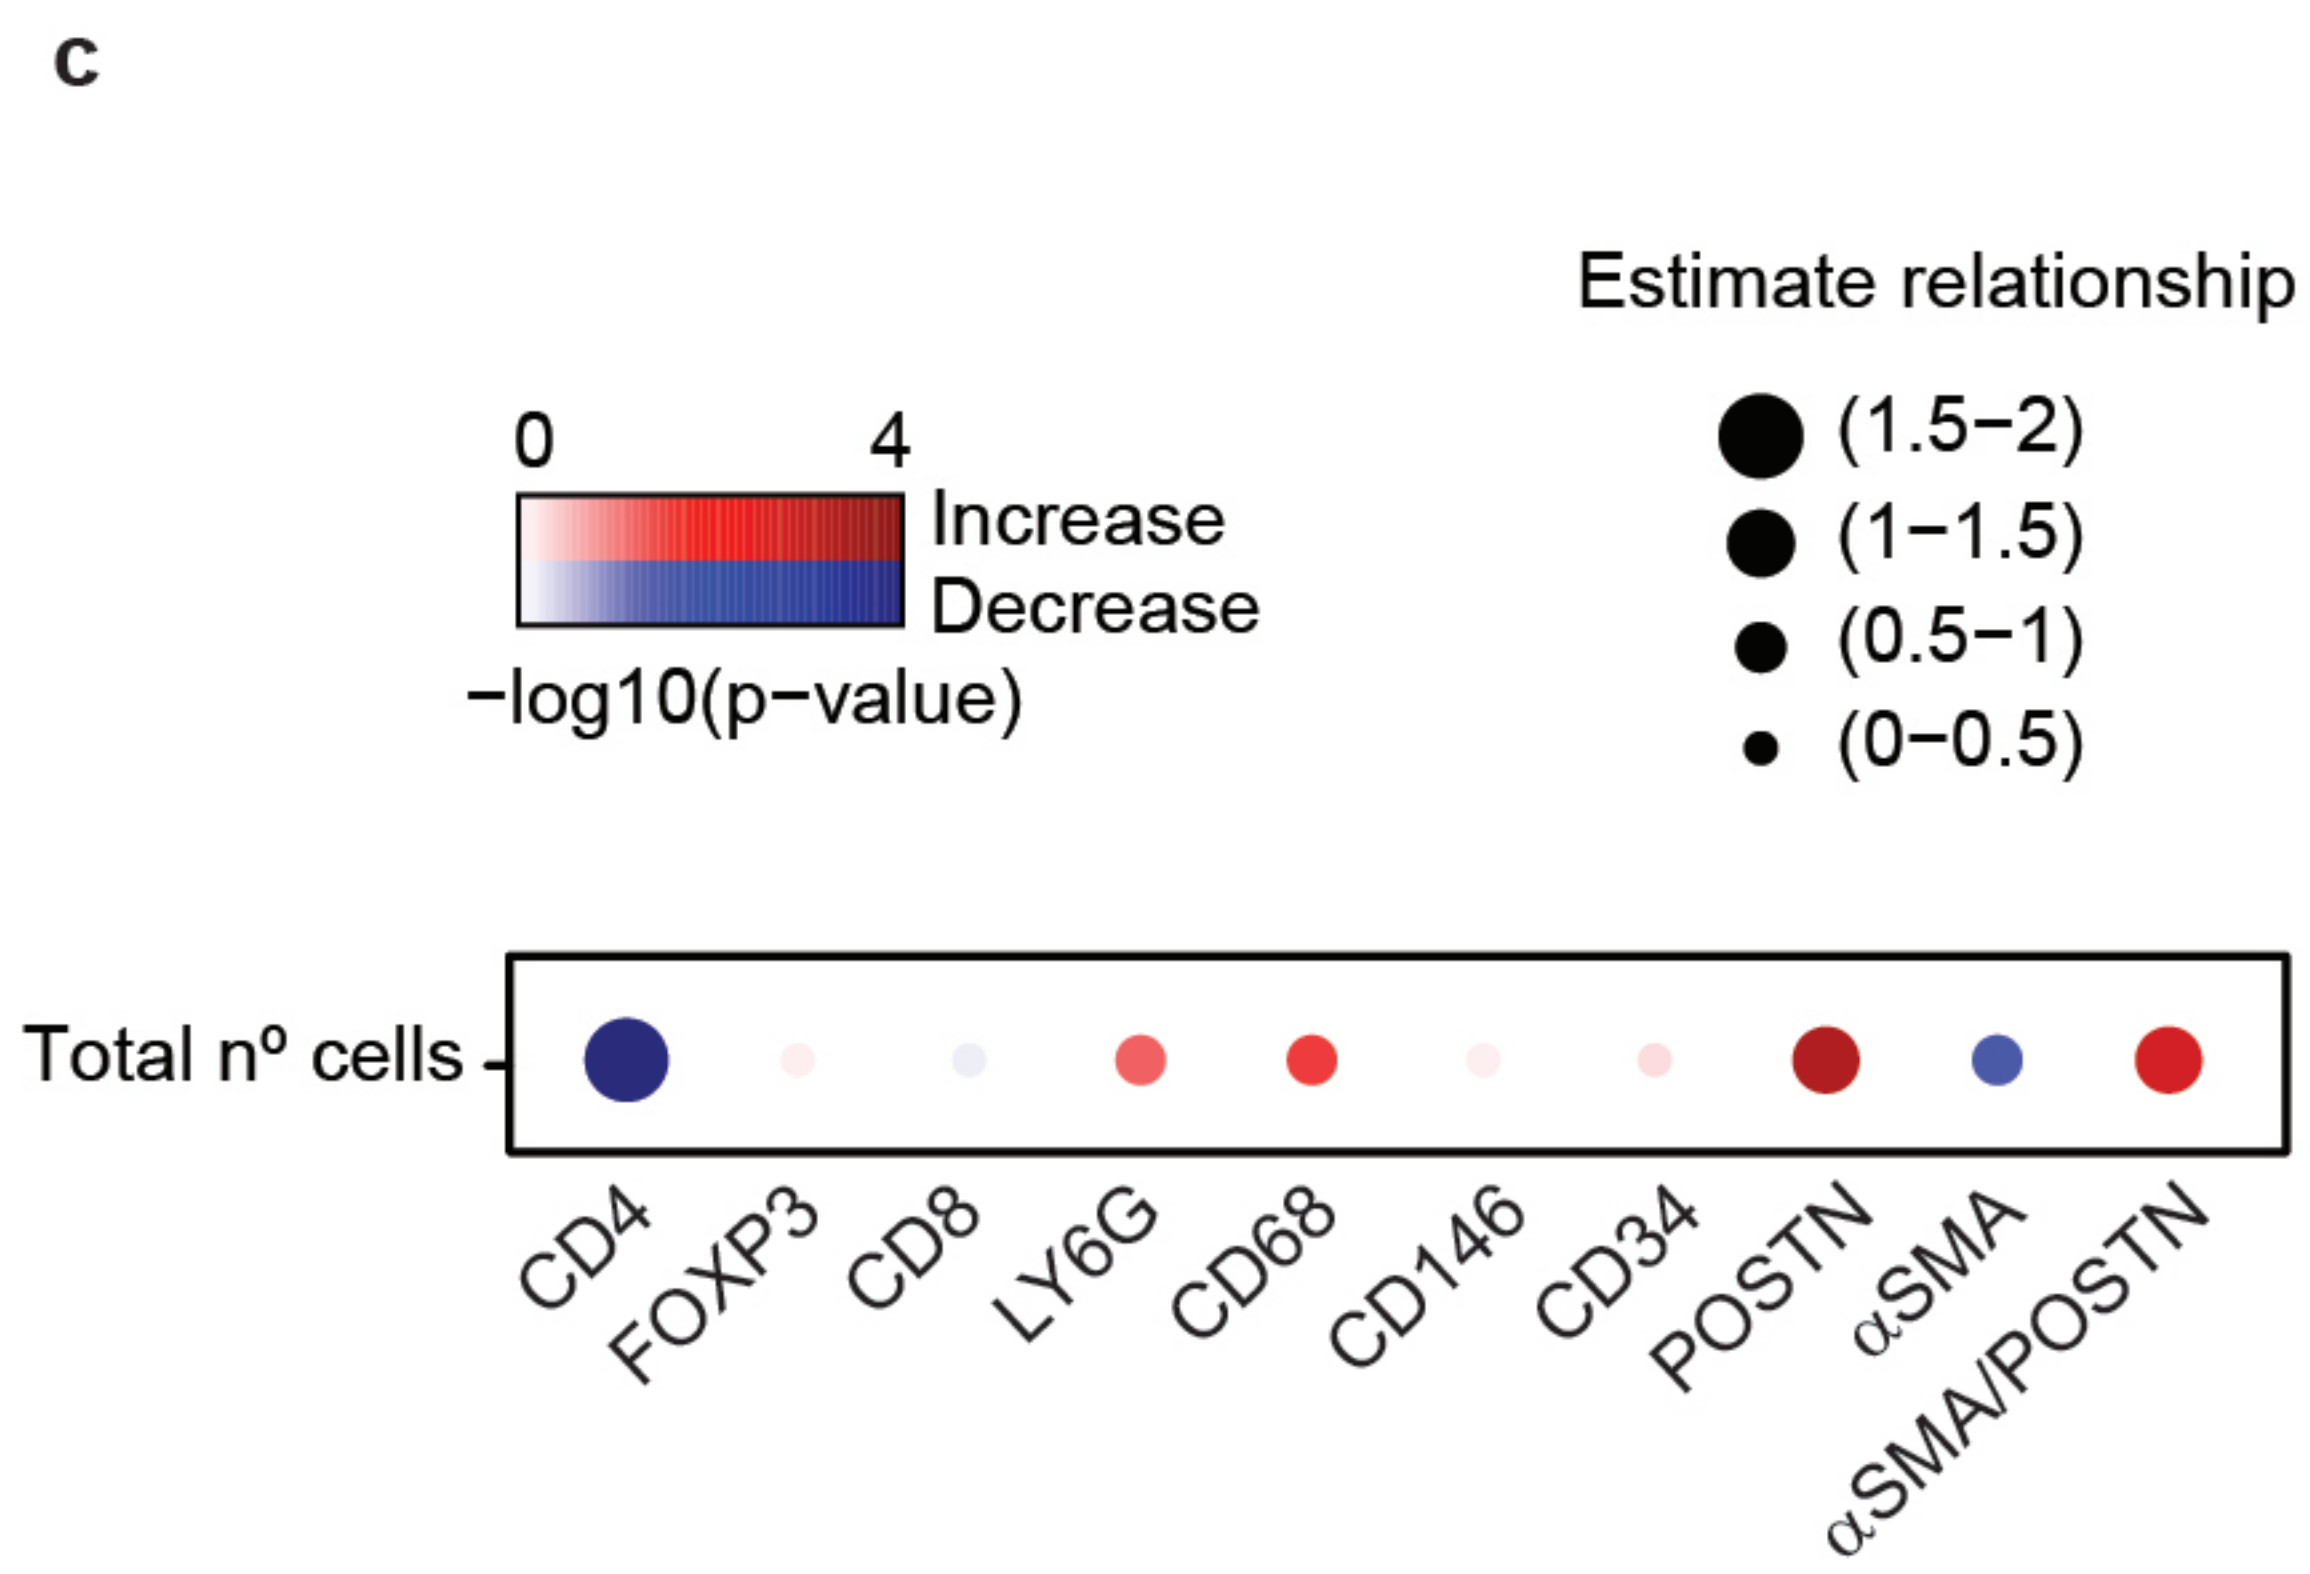 c
Estimate relationship
0 4
Increase
Decrease
−log10(p−value)
(1.5−2)
(1−1.5)
(0.5−1)
(0−0.5)
Total nº cells
CD4
FOXP3
CD8
LY6G
CD68
CD146
CD34
POSTN
αSMA
αSMA/POSTN